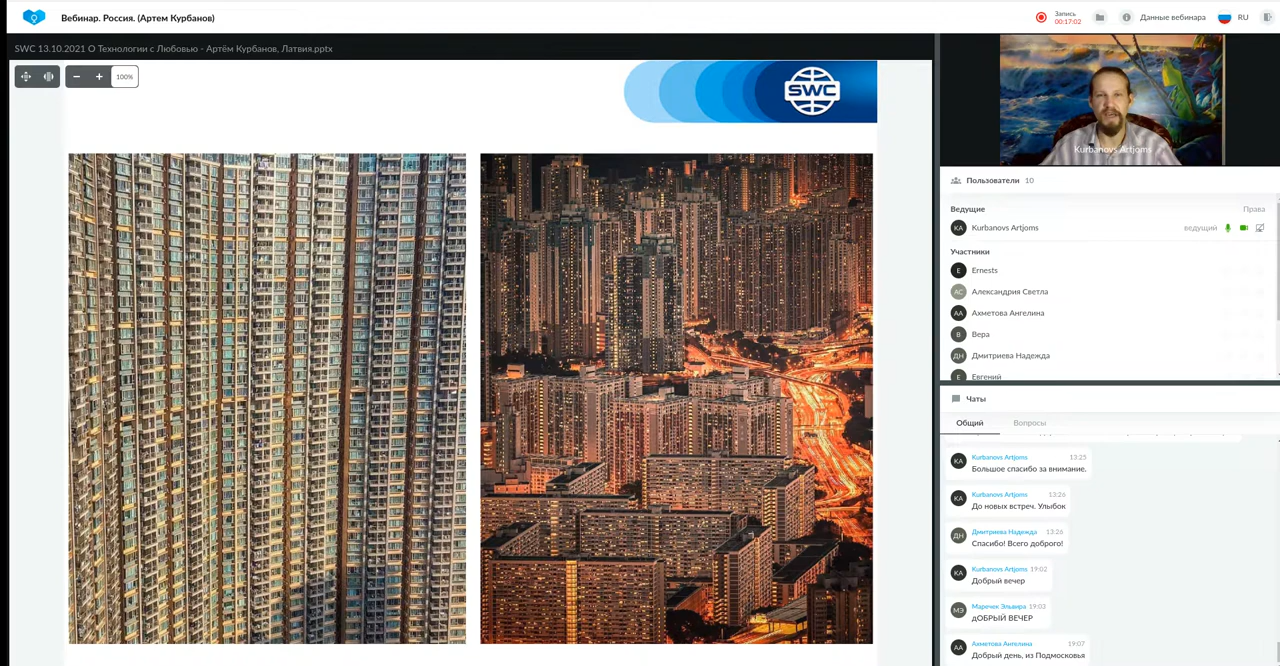 Вебинар. Россия. (Артем Курбанов)
Запись
00:17:02
Данные вебинара
RU
SWC 13.10.2021 О Технологии с Любовью - Артём Курбанов, Латвия.pptx
100%
SWC
Kurbanovs Artjoms
Пользователи 10
Ведущие
Права
KA Kurbanovs Artjoms ведущий
Участники
E Ernests
АС Александрия Светла
АА Ахметова Ангелина
В Вера
ДН Дмитриева Надежда
Е Евгений
Чаты
Общий Вопросы
KA Kurbanovs Artjoms 13:25
Большое спасибо за внимание.
KA Kurbanovs Artjoms 13:26
До новых встреч. Улыбок
ДН Дмитриева Надежда 13:26
Спасибо! Всего доброго!
KA Kurbanovs Artjoms 19:02
Добрый вечер
МЭ Маречек Эльвира 19:03
дОБРЫЙ ВЕЧЕР
АА Ахметова Ангелина 19:07
Добрый день, из Подмосковья